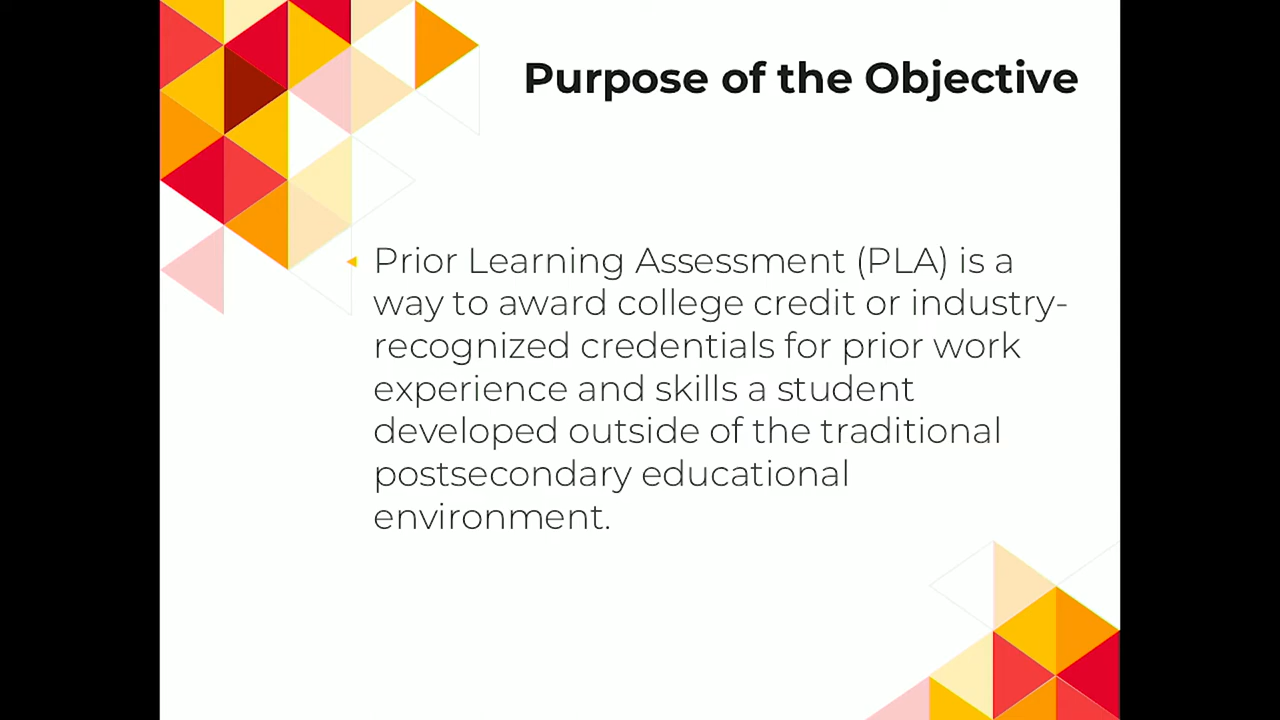 Purpose of the Objective
Prior Learning Assessment (PLA) is a
way to award college credit or industry-
recognized credentials for prior work
experience and skills a student
developed outside of the traditional
postsecondary educational
environment.